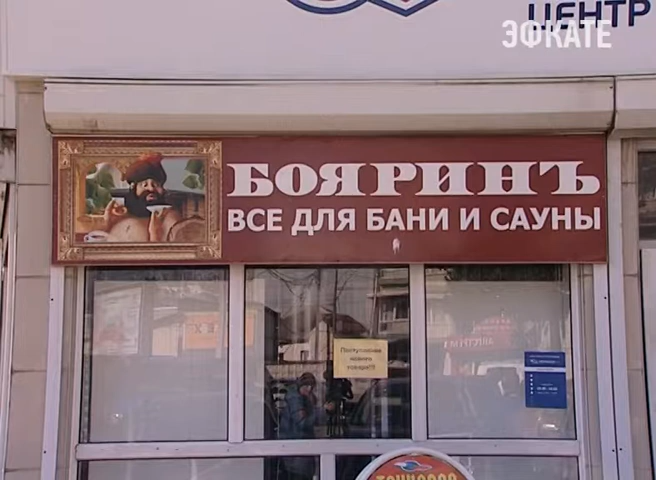 ЦЕНТР
ЭФКАТЕ
БОЯРИНЪ
ВСЕ ДЛЯ БАНИ И САУНЫ
Поступление
нового
товара!!!